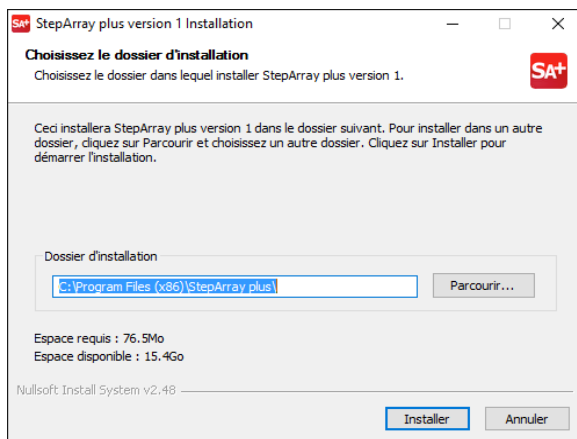 SA+ StepArray plus version 1 Installation
Choisissez le dossier d'installation
Choisissez le dossier dans lequel installer StepArray plus version 1.
SA+
Ceci installera StepArray plus version 1 dans le dossier suivant. Pour installer dans un autre
dossier, cliquez sur Parcourir et choisissez un autre dossier. Cliquez sur Installer pour
démarrer l'installation.
Dossier d'installation
C:\Program Files (x86)\StepArray plus\
Parcourir...
Espace requis : 76.5Mo
Espace disponible : 15.4Go
Nullsoft Install System v2.48
Installer
Annuler